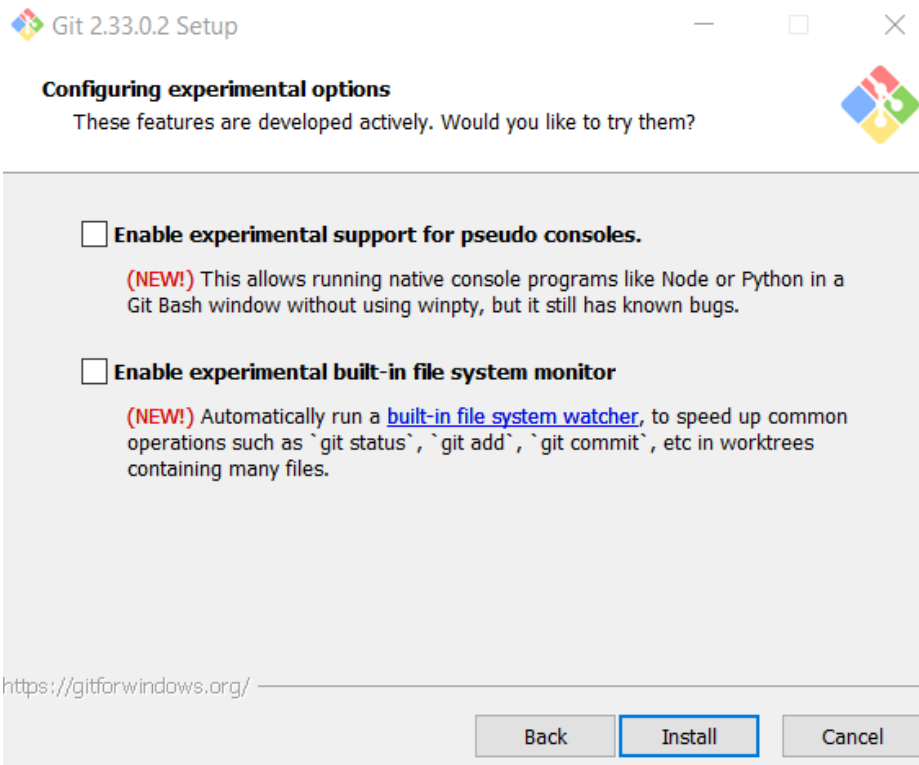 Git 2.33.0.2 Setup
Configuring experimental options
These features are developed actively. Would you like to try them?
Enable experimental support for pseudo consoles.
(NEW!) This allows running native console programs like Node or Python in a
Git Bash window without using winpty, but it still has known bugs.
Enable experimental built-in file system monitor
(NEW!) Automatically run a built-in file system watcher, to speed up common
operations such as `git status`, `git add`, `git commit`, etc in worktrees
containing many files.
https://gitforwindows.org/
Back Install Cancel